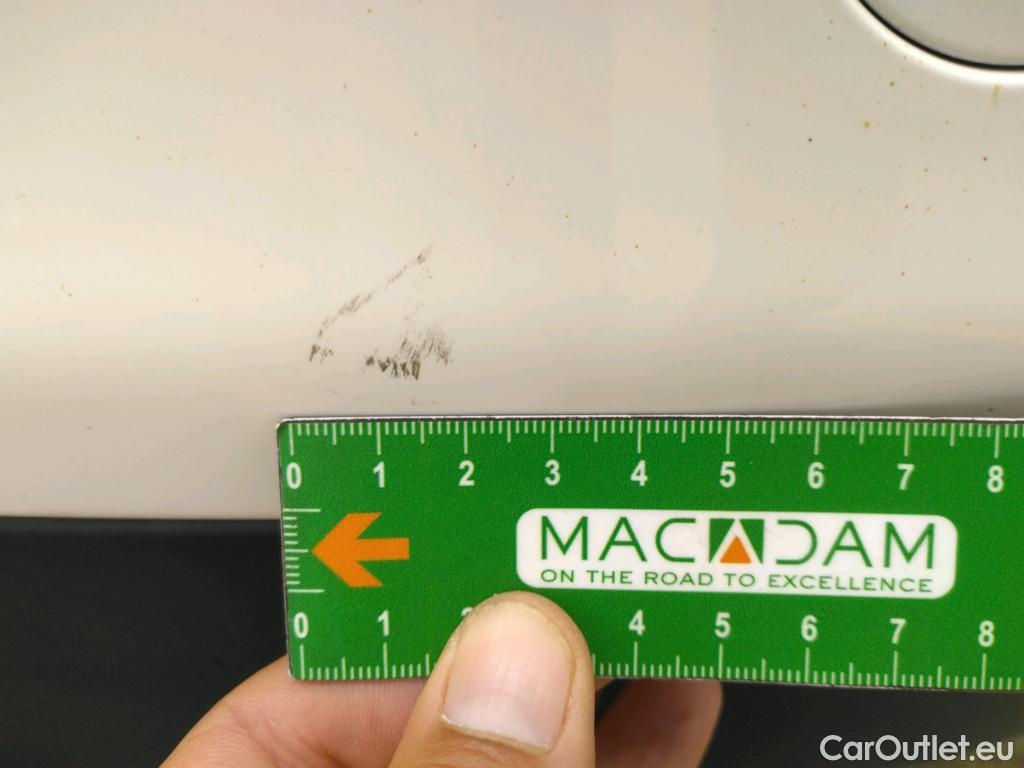 0 1 2 3 4 5 6 7 8
MACADAM
ON THE ROAD TO EXCELLENCE
0 1 4 5 6 7 8
CarOutlet.eu